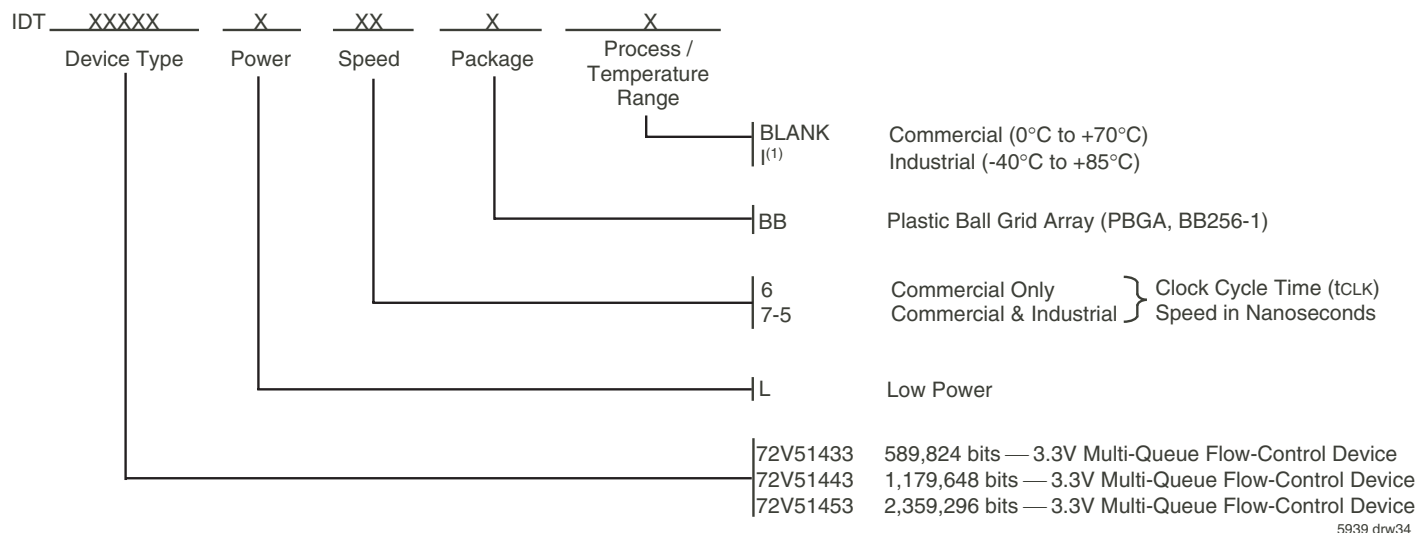 IDT XXXXX X XX X X
Device Type Power Speed Package Process /
Temperature
Range
BLANK Commercial (0°C to +70°C)
I(1) Industrial (-40°C to +85°C)
BB Plastic Ball Grid Array (PBGA, BB256-1)
6 Commercial Only Clock Cycle Time (tCLK)
7-5 Commercial & Industrial Speed in Nanoseconds
L Low Power
72V51433 589,824 bits — 3.3V Multi-Queue Flow-Control Device
72V51443 1,179,648 bits — 3.3V Multi-Queue Flow-Control Device
72V51453 2,359,296 bits — 3.3V Multi-Queue Flow-Control Device
5939 drw34